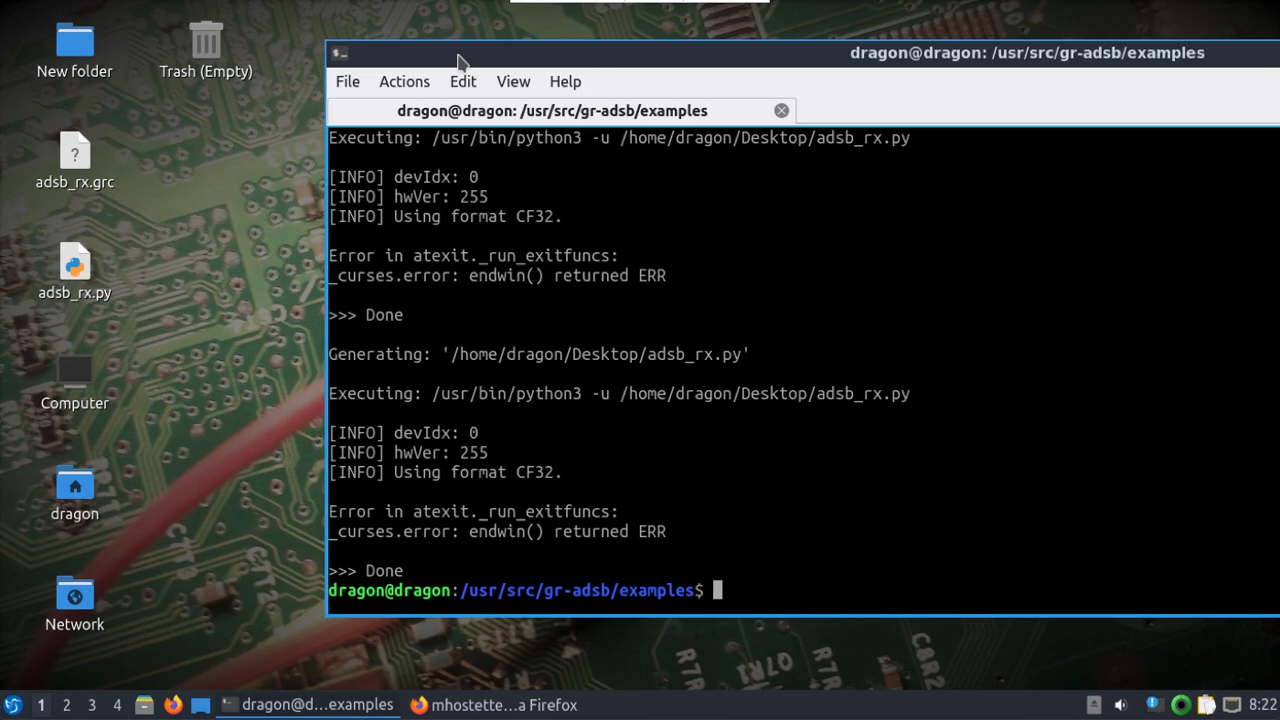 New folder
Trash (Empty)
adsb_rx.grc
adsb_rx.py
Computer
dragon
Network
dragon@dragon: /usr/src/gr-adsb/examples
File Actions Edit View Help
dragon@dragon: /usr/src/gr-adsb/examples
Executing: /usr/bin/python3 -u /home/dragon/Desktop/adsb_rx.py
[INFO] devIdx: 0
[INFO] hwVer: 255
[INFO] Using format CF32.
Error in atexit._run_exitfuncs:
_curses.error: endwin() returned ERR
>>> Done
Generating: '/home/dragon/Desktop/adsb_rx.py'
Executing: /usr/bin/python3 -u /home/dragon/Desktop/adsb_rx.py
[INFO] devIdx: 0
[INFO] hwVer: 255
[INFO] Using format CF32.
Error in atexit._run_exitfuncs:
_curses.error: endwin() returned ERR
>>> Done
dragon@dragon:/usr/src/gr-adsb/examples$
1 2 3 4 dragon@d...examples mhostette...a Firefox 8:22